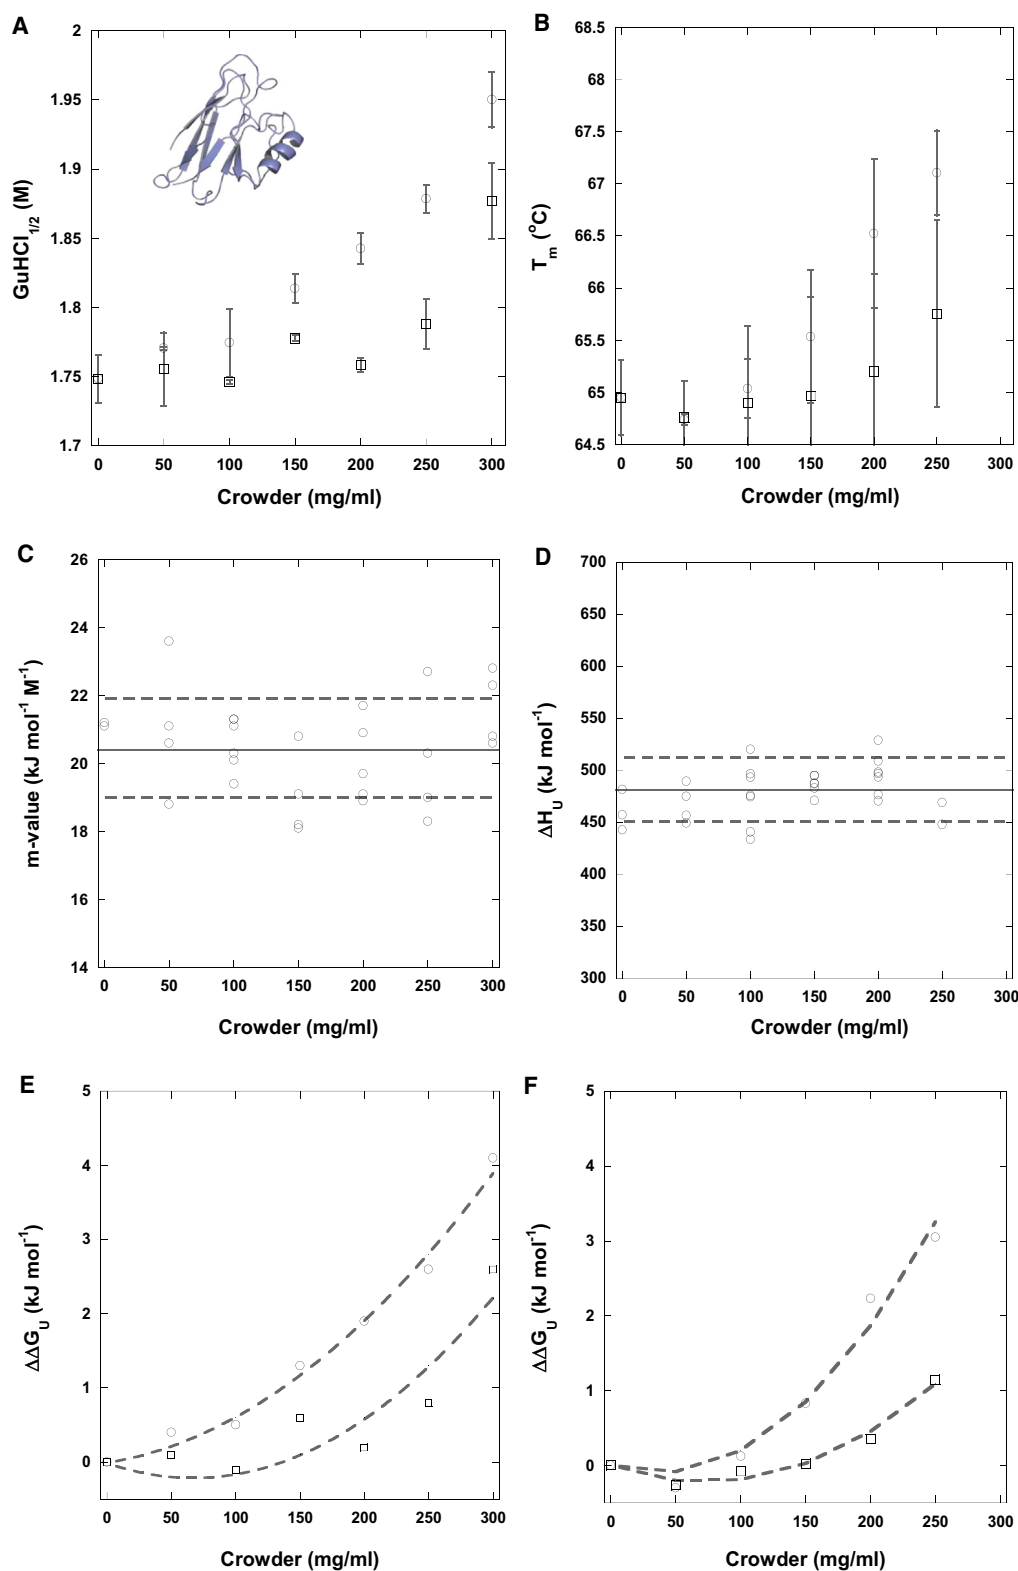 A
2
1.95
1.9
1.85
1.8
1.75
1.7
GuHCl1/2 (M)
0 50 100 150 200 250 300
Crowder (mg/ml)
B
68.5
68
67.5
67
66.5
66
65.5
65
64.5
Tm (oC)
0 50 100 150 200 250 300
Crowder (mg/ml)
C
26
24
22
20
18
16
14
m-value (kJ mol-1 M-1)
0 50 100 150 200 250 300
Crowder (mg/ml)
D
700
650
600
550
500
450
400
350
300
ΔHU (kJ mol-1)
0 50 100 150 200 250 300
Crowder (mg/ml)
E
5
4
3
2
1
0
ΔΔGU (kJ mol-1)
0 50 100 150 200 250 300
Crowder (mg/ml)
F
5
4
3
2
1
0
ΔΔGU (kJ mol-1)
0 50 100 150 200 250 300
Crowder (mg/ml)